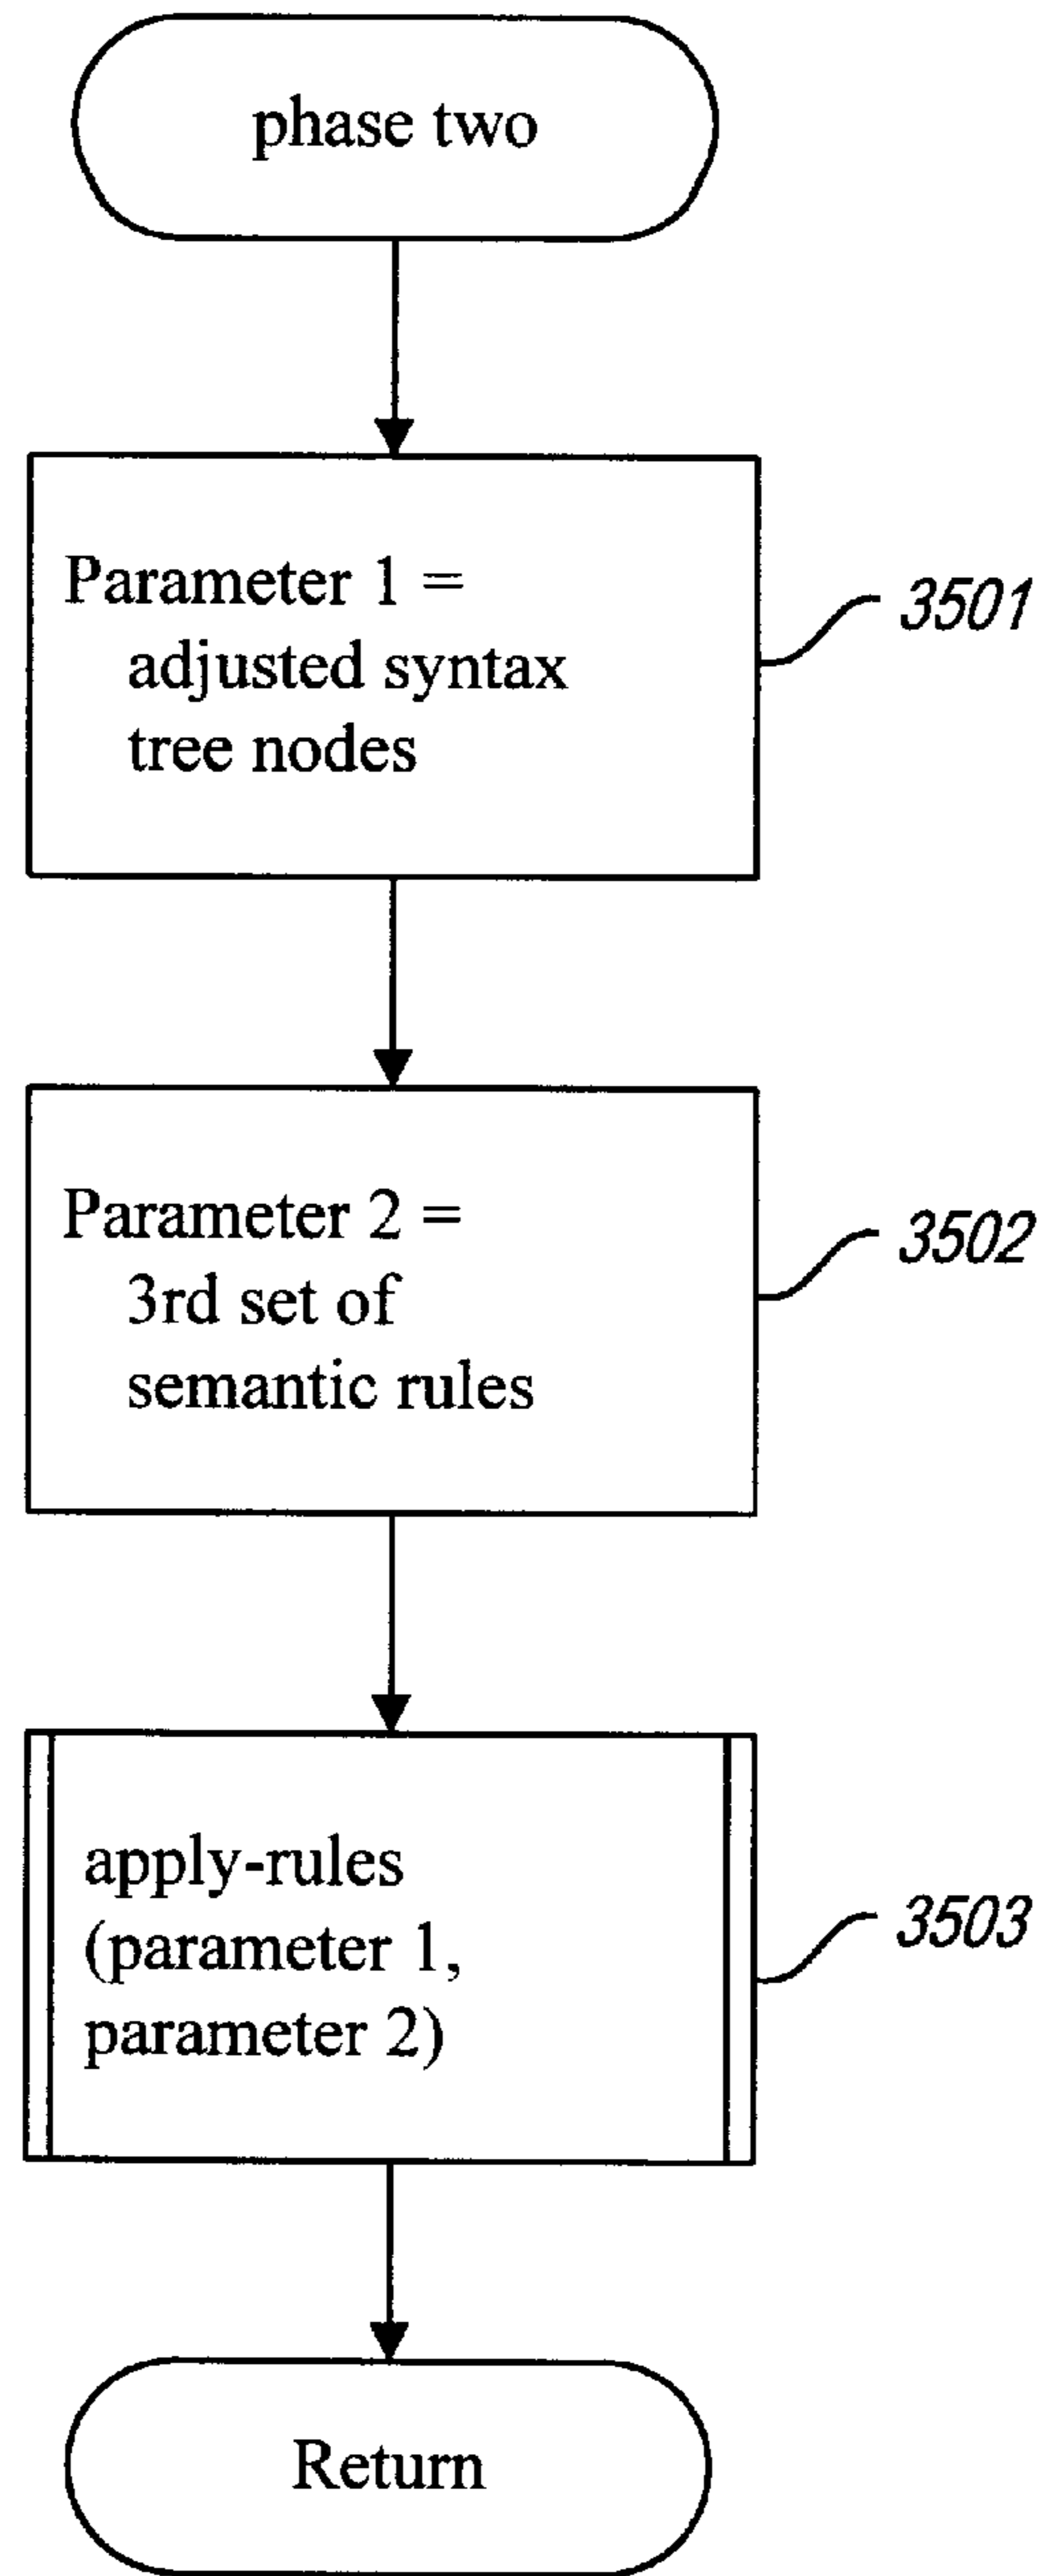 phase two
Parameter 1 =
adjusted syntax
tree nodes
3501
Parameter 2 =
3rd set of
semantic rules
3502
apply-rules
(parameter 1,
parameter 2)
3503
Return